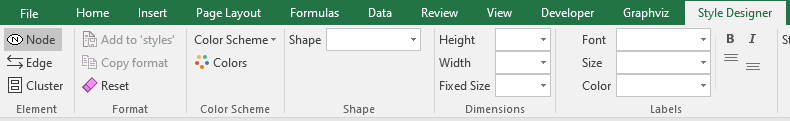 File Home Insert Page Layout Formulas Data Review View Developer Graphviz Style Designer
N Node Add to 'styles' Color Scheme Shape Height Font B I St
Edge Copy format Colors Width Size
Cluster Reset Fixed Size Color
Element Format Color Scheme Shape Dimensions Labels